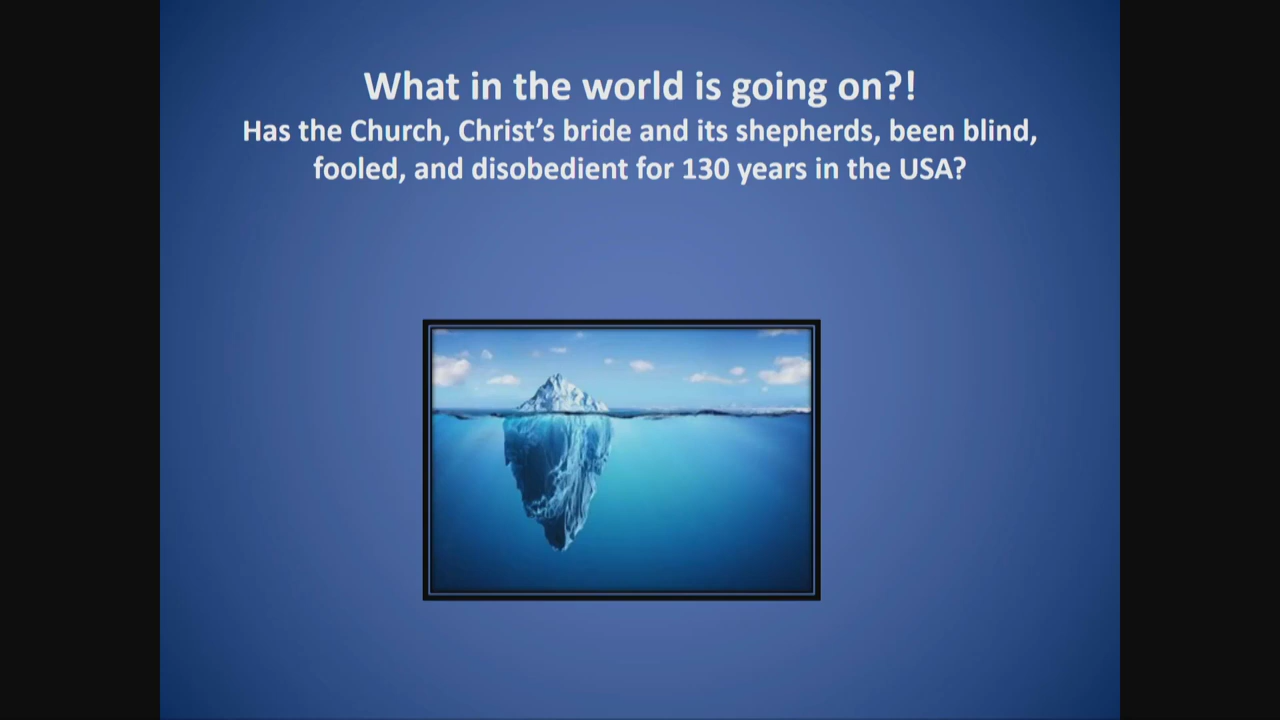 What in the world is going on?!
Has the Church, Christ’s bride and its shepherds, been blind,
fooled, and disobedient for 130 years in the USA?